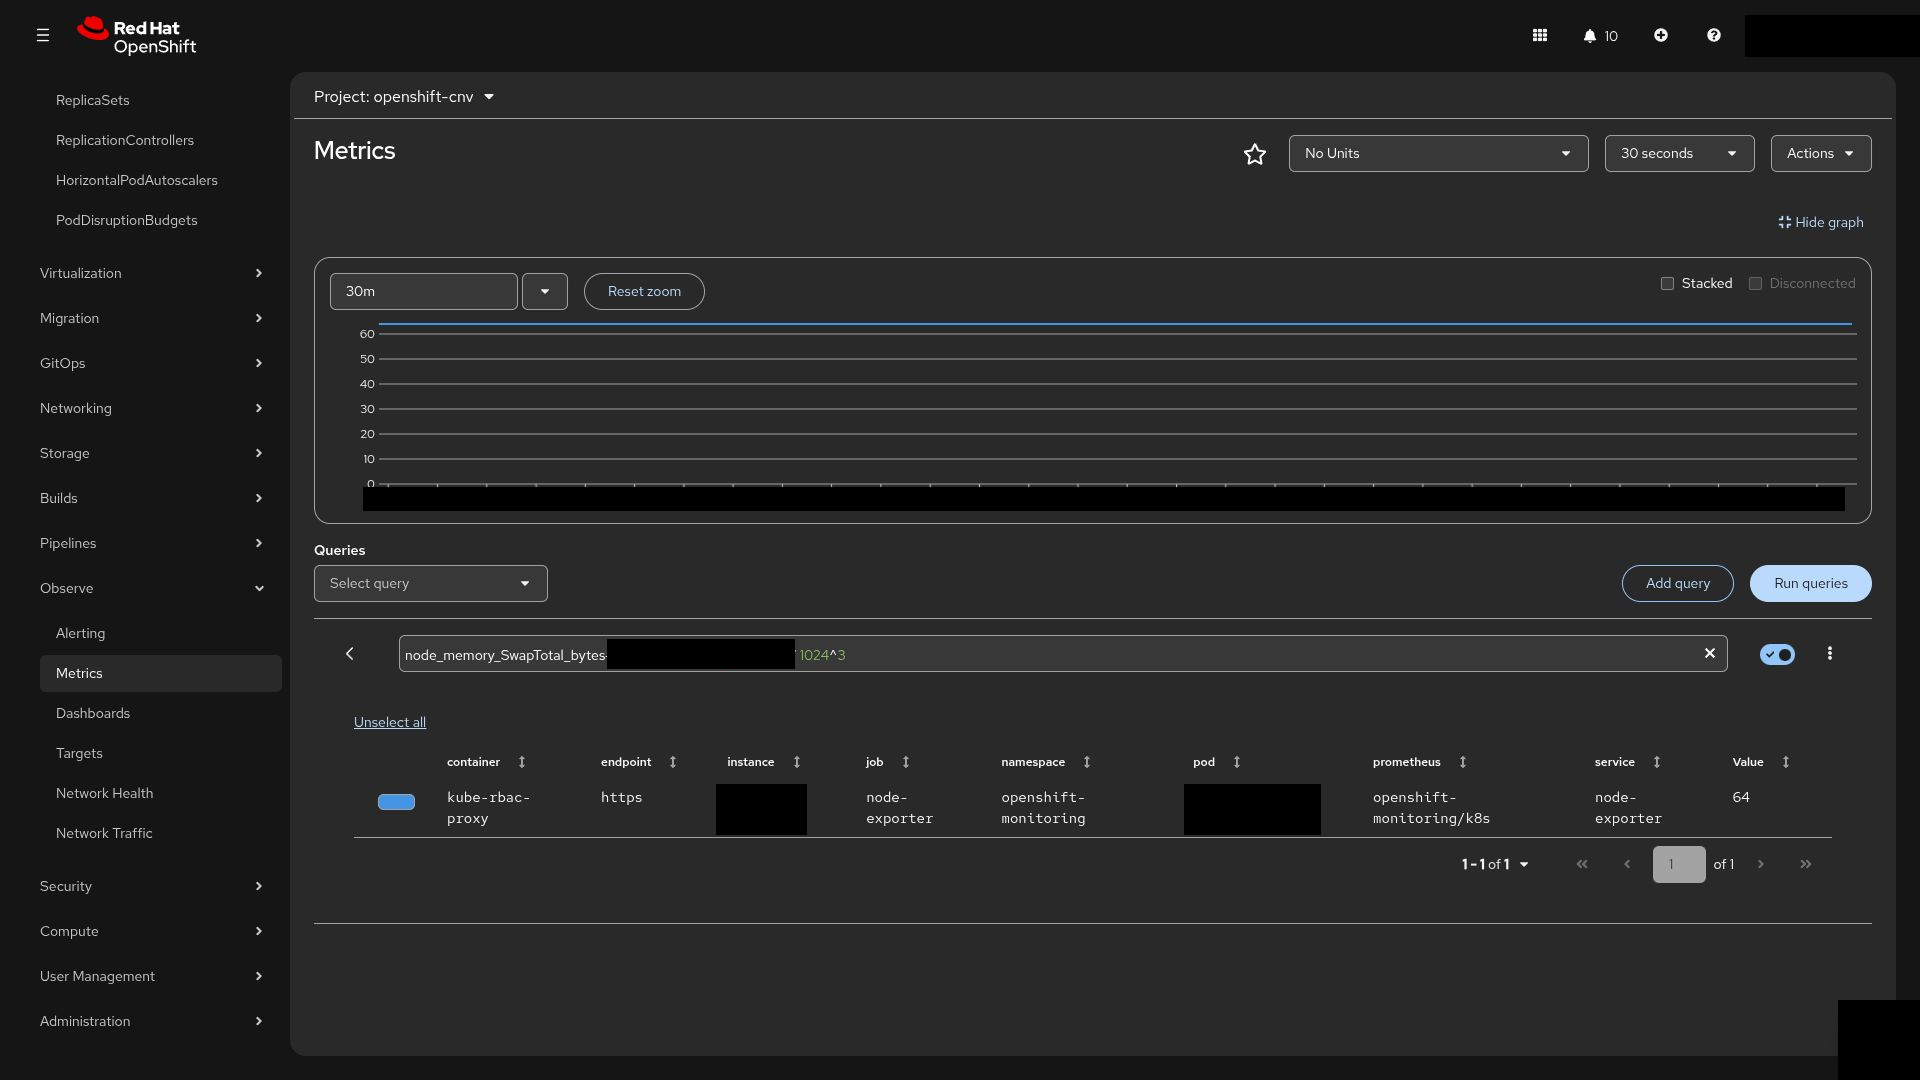 Red Hat
OpenShift
10
ReplicaSets
ReplicationControllers
HorizontalPodAutoscalers
PodDisruptionBudgets
Virtualization
Migration
GitOps
Networking
Storage
Builds
Pipelines
Observe
Alerting
Metrics
Dashboards
Targets
Network Health
Network Traffic
Security
Compute
User Management
Administration
Project: openshift-cnv
Metrics
No Units
30 seconds
Actions
Hide graph
30m
Reset zoom
Stacked
Disconnected
60
50
40
30
20
10
0
Queries
Select query
Add query
Run queries
node_memory_SwapTotal_bytes 1024^3
Unselect all
container endpoint instance job namespace pod prometheus service Value
kube-rbac- https node- openshift- openshift- node- 64
proxy exporter monitoring monitoring/k8s exporter
1 - 1 of 1
1 of 1